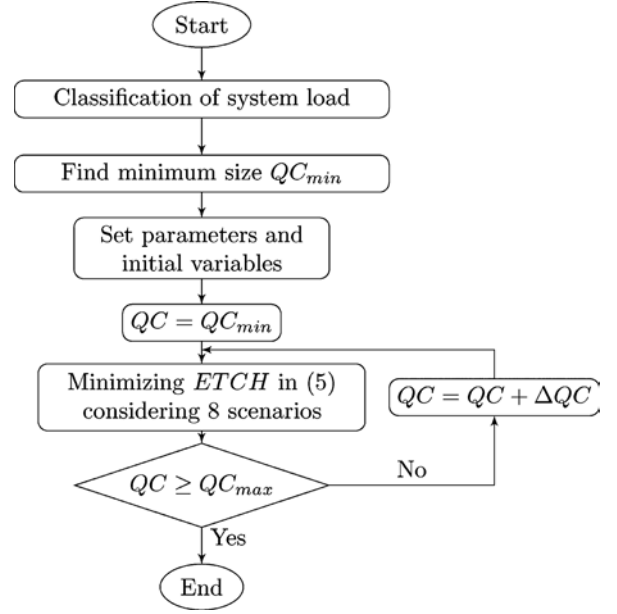 Start
Classification of system load
Find minimum size QC_min
Set parameters and
initial variables
QC = QC_min
Minimizing ETCH in (5)
considering 8 scenarios
QC = QC + ΔQC
QC ≥ QC_max
No
Yes
End